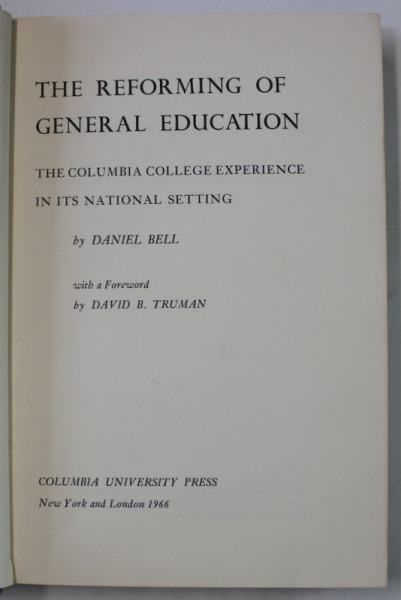 THE REFORMING OF
GENERAL EDUCATION
THE COLUMBIA COLLEGE EXPERIENCE
IN ITS NATIONAL SETTING
by DANIEL BELL
with a Foreword
by DAVID B. TRUMAN
COLUMBIA UNIVERSITY PRESS
New York and London 1966